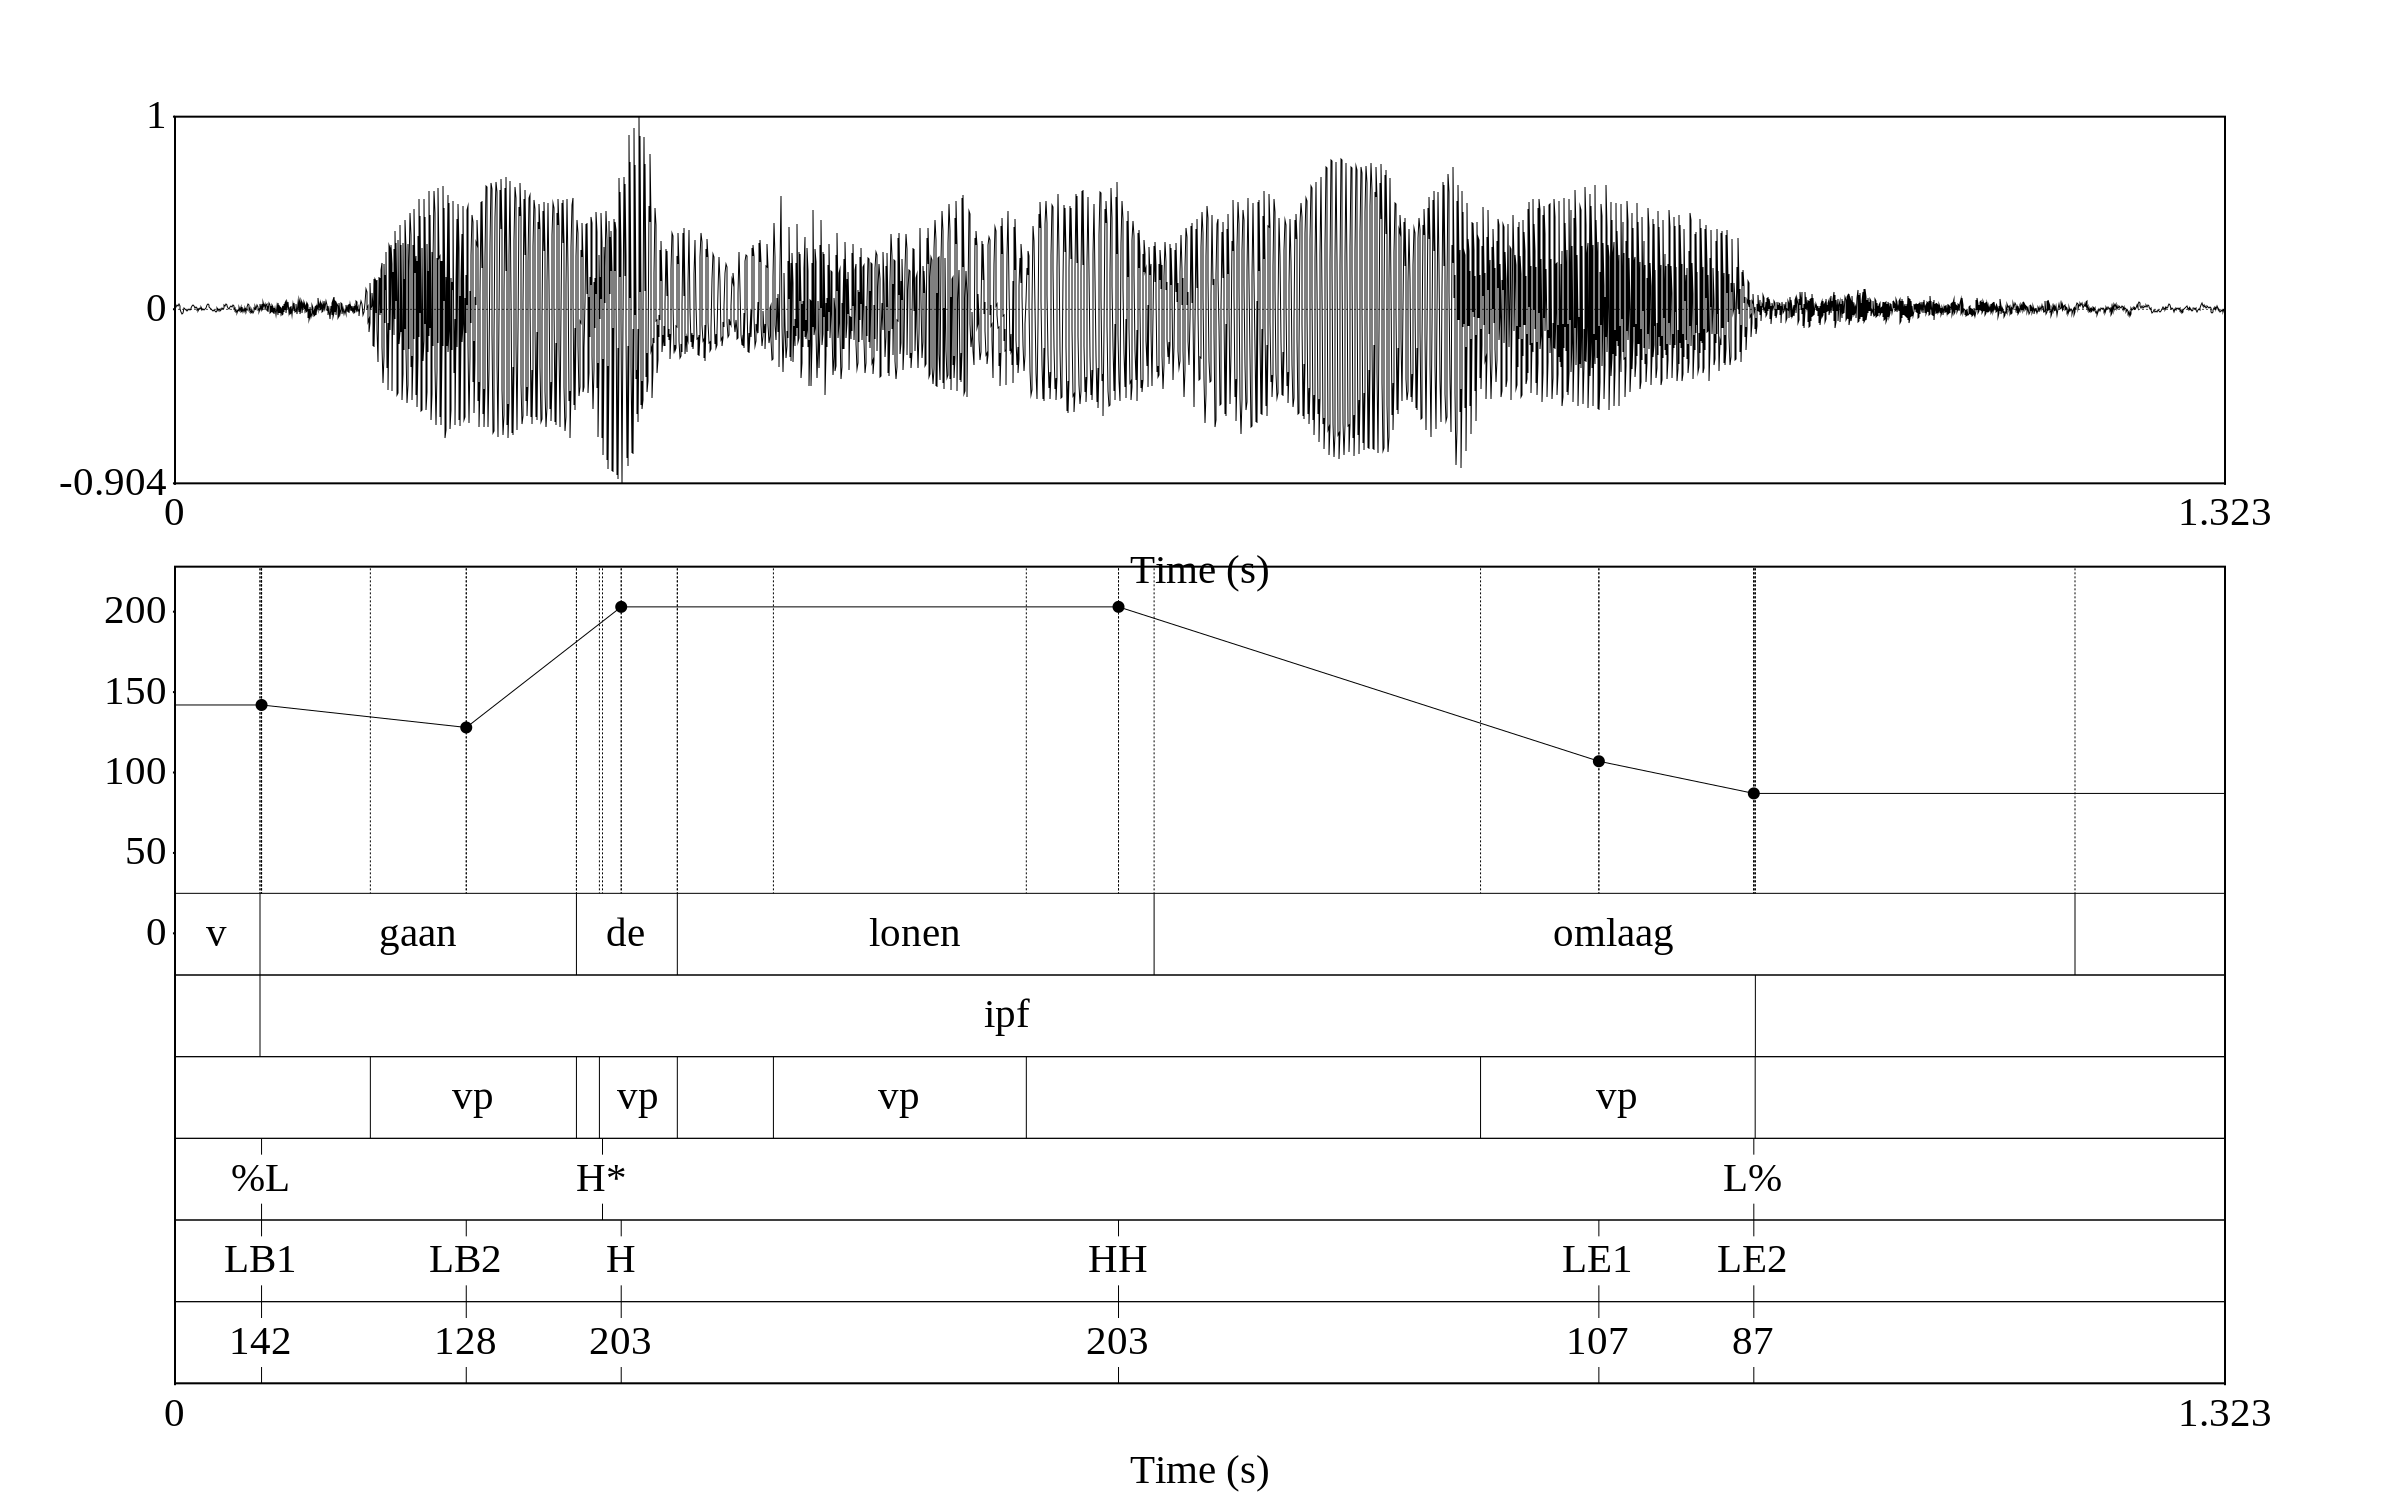 1
0
-0.904
0 1.323
Time (s)
200
150
100
50
0
v gaan de lonen omlaag
ipf
vp vp vp vp
%L H* L%
LB1 LB2 H HH LE1 LE2
142 128 203 203 107 87
0 1.323
Time (s)